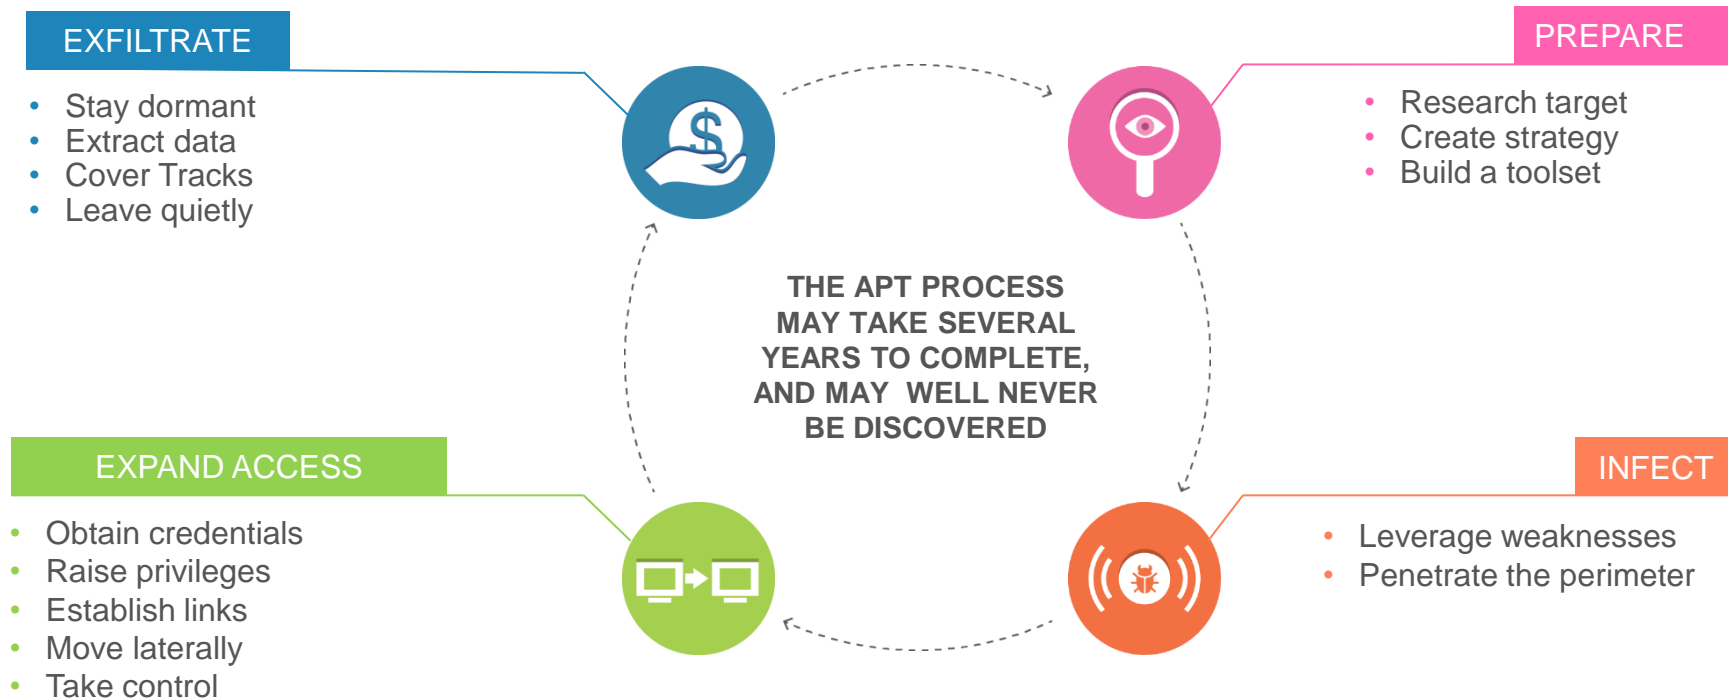 EXFILTRATE
• Stay dormant
• Extract data
• Cover Tracks
• Leave quietly
PREPARE
• Research target
• Create strategy
• Build a toolset
THE APT PROCESS
MAY TAKE SEVERAL
YEARS TO COMPLETE,
AND MAY WELL NEVER
BE DISCOVERED
EXPAND ACCESS
• Obtain credentials
• Raise privileges
• Establish links
• Move laterally
• Take control
INFECT
• Leverage weaknesses
• Penetrate the perimeter
$